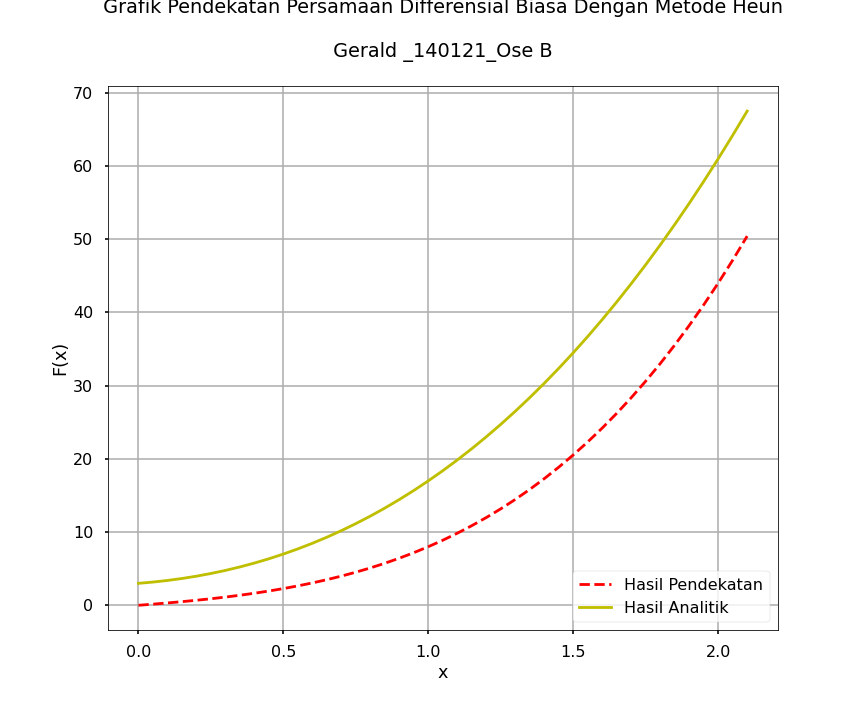 Grafik Pendekatan Persamaan Differensial Biasa Dengan Metode Heun
Gerald _140121_Ose B
70
60
50
40
30
20
10
0
F(x)
Hasil Pendekatan
Hasil Analitik
0.0 0.5 1.0 1.5 2.0
x